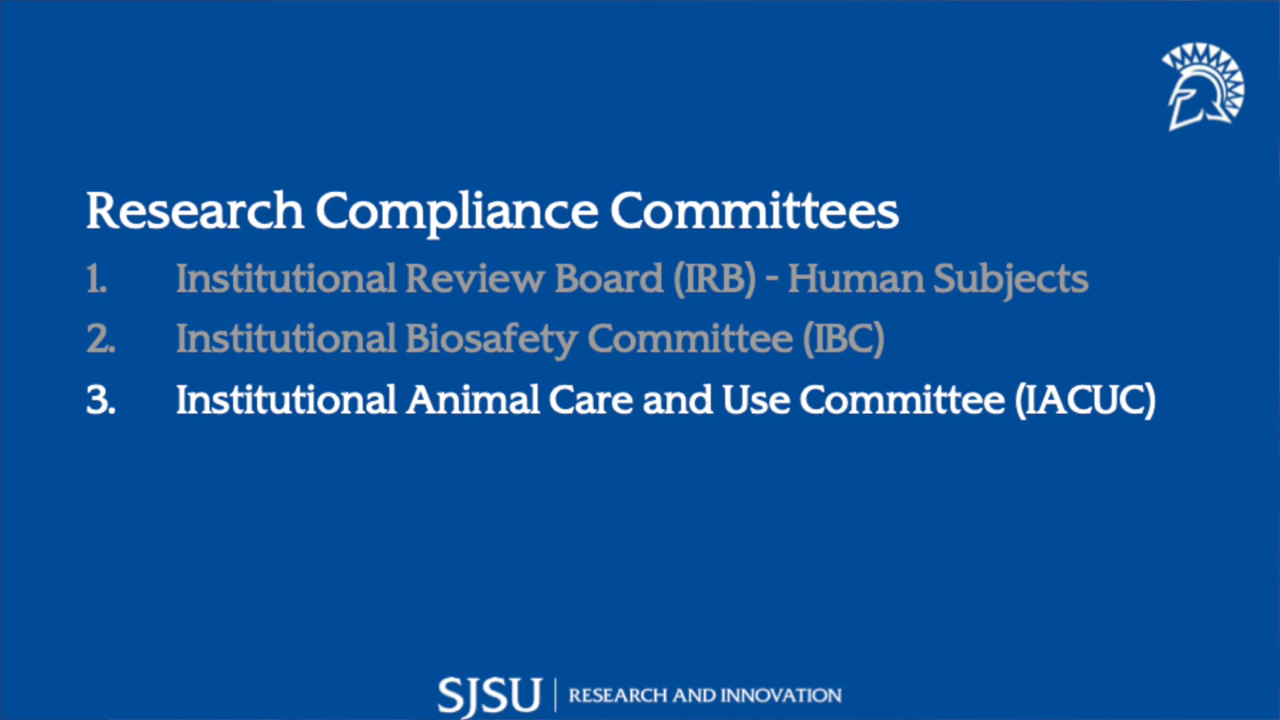 Research Compliance Committees
1. Institutional Review Board (IRB) - Human Subjects
2. Institutional Biosafety Committee (IBC)
3. Institutional Animal Care and Use Committee (IACUC)
SJSU | RESEARCH AND INNOVATION